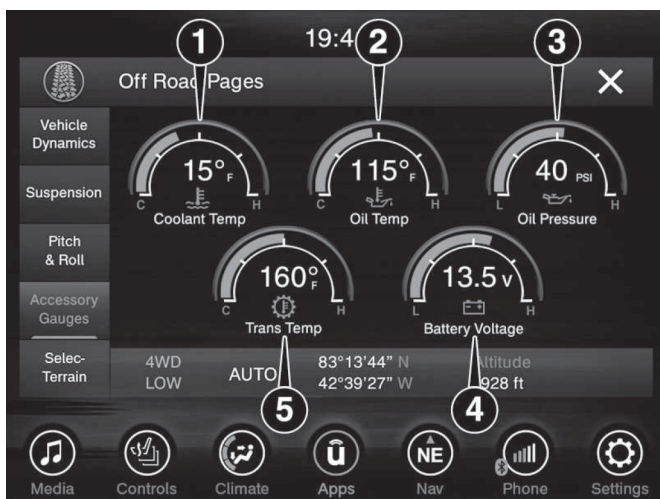 1
2
3
19:4
Off Road Pages
Vehicle
Dynamics
Suspension
Pitch
& Roll
Accessory
Gauges
Selec-
Terrain
15°F
C H
Coolant Temp
115°F
C H
Oil Temp
40 PSI
L H
Oil Pressure
160°F
C H
Trans Temp
13.5 V
L H
Battery Voltage
4WD
LOW
AUTO
83°13'44" N
42°39'27" W
Altitude
928 ft
5
4
û
NE
Media Controls Climate Apps Nav Phone Settings